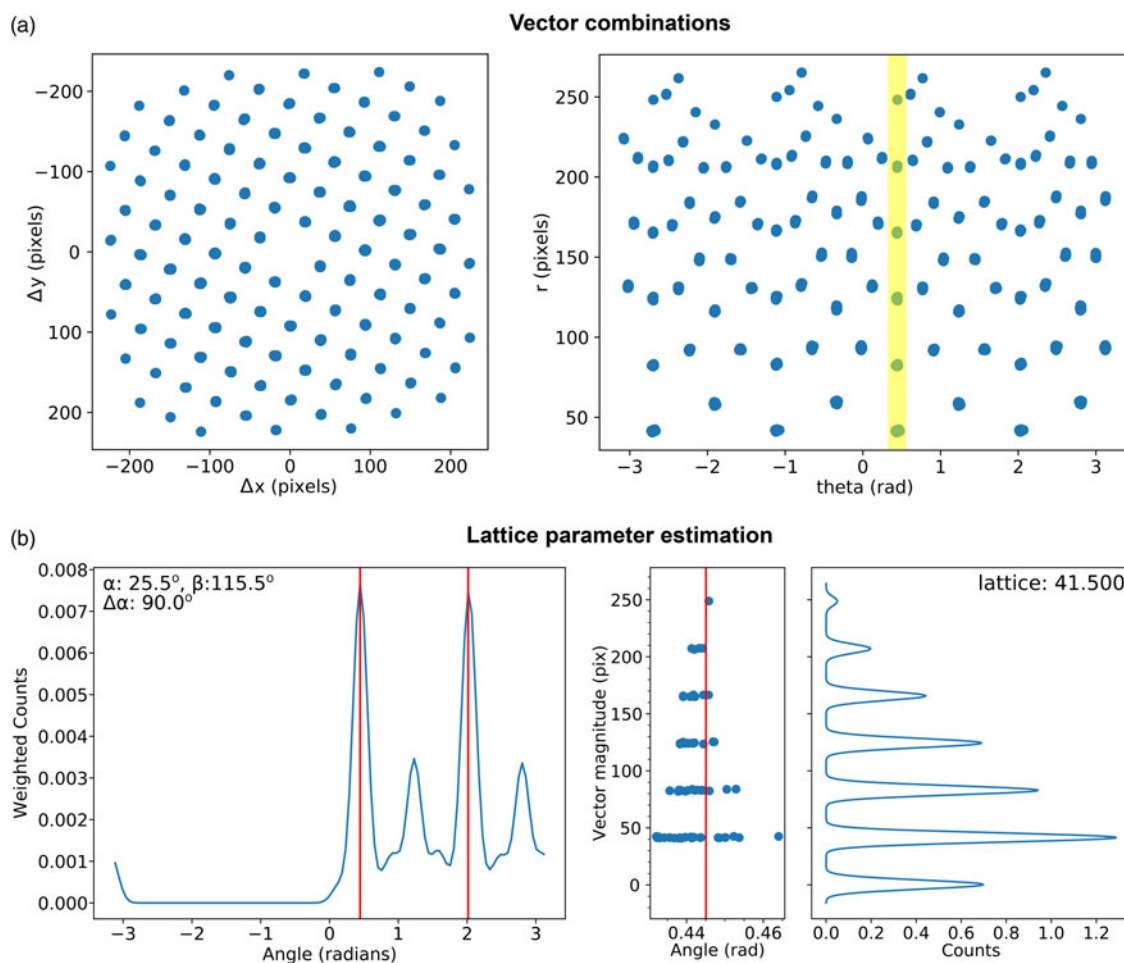 (a)
Vector combinations
−200
−100
0
100
200
Δy (pixels)
−200 −100 0 100 200
Δx (pixels)
250
200
150
100
50
r (pixels)
−3 −2 −1 0 1 2 3
theta (rad)
(b)
Lattice parameter estimation
0.008
0.007
0.006
0.005
0.004
0.003
0.002
0.001
0.000
Weighted Counts
α: 25.5°, β:115.5°
Δα: 90.0°
−3 −2 −1 0 1 2 3
Angle (radians)
250
200
150
100
50
0
Vector magnitude (pix)
0.44 0.46
Angle (rad)
lattice: 41.500
0.0 0.2 0.4 0.6 0.8 1.0 1.2
Counts